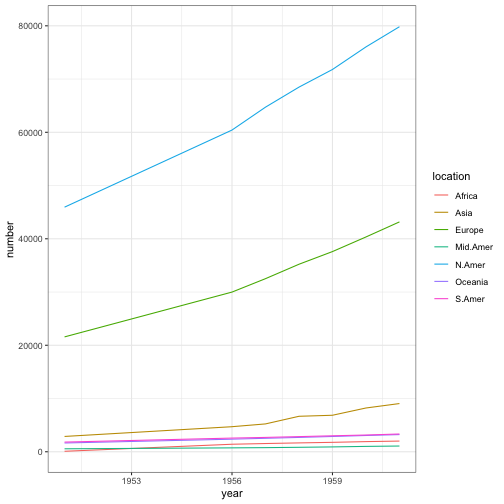 80000
60000
40000
20000
0
number
1953
1956
1959
year
location
Africa
Asia
Europe
Mid.Amer
N.Amer
Oceania
S.Amer